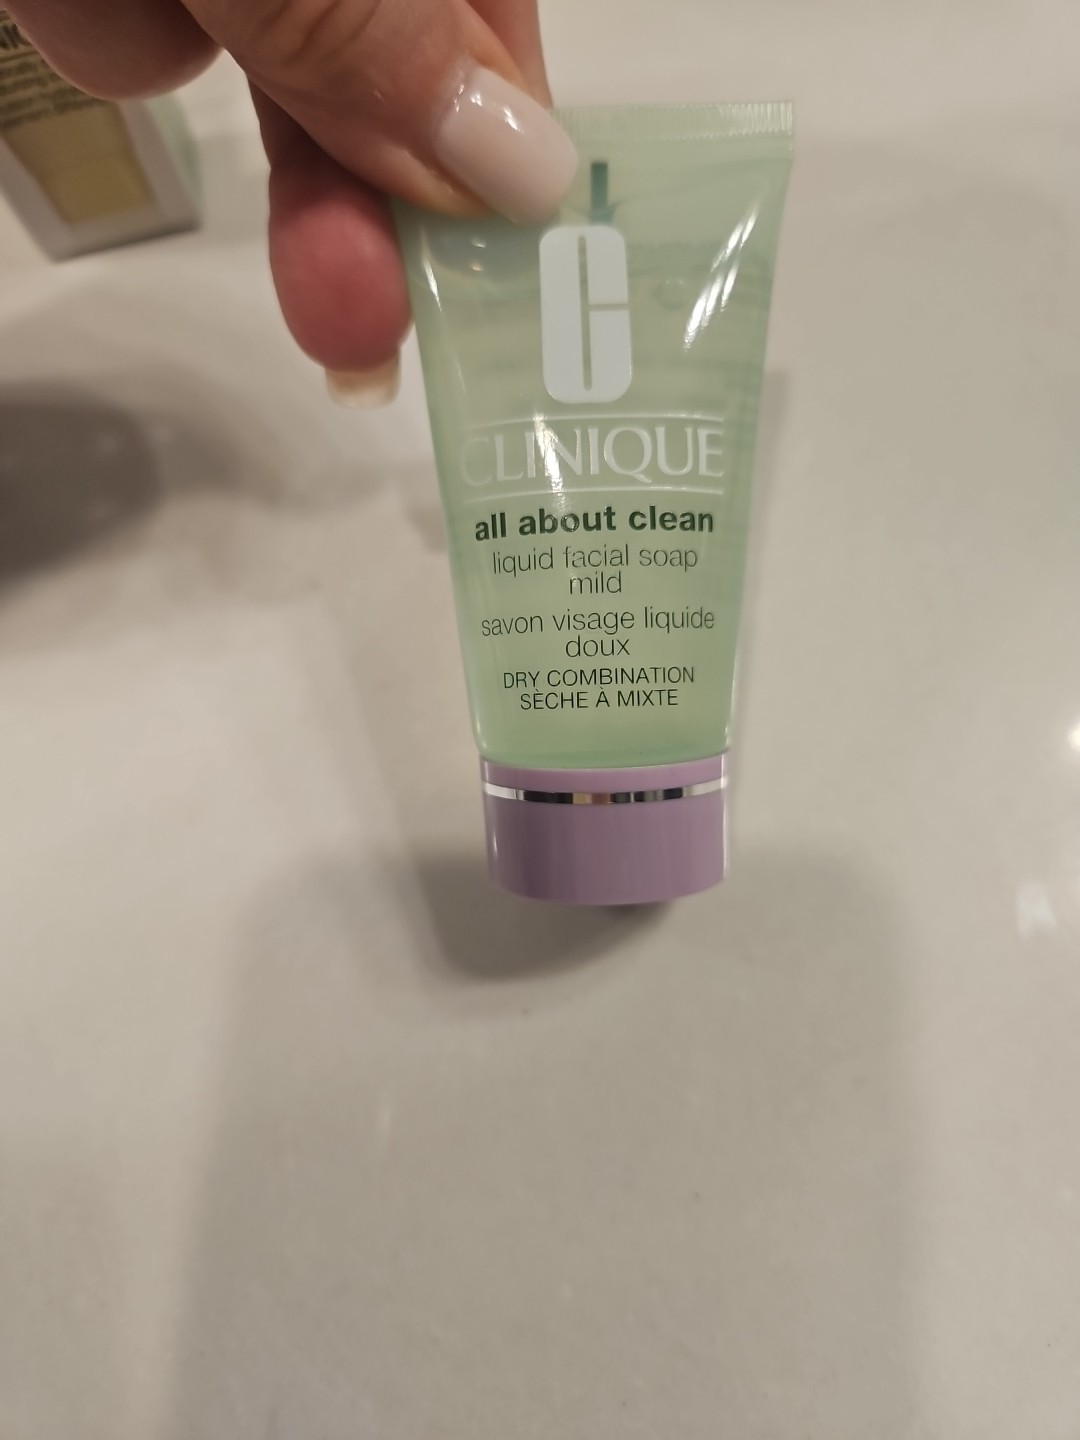 C
CLINIQUE
all about clean
liquid facial soap
mild
savon visage liquide
doux
DRY COMBINATION
SÈCHE À MIXTE